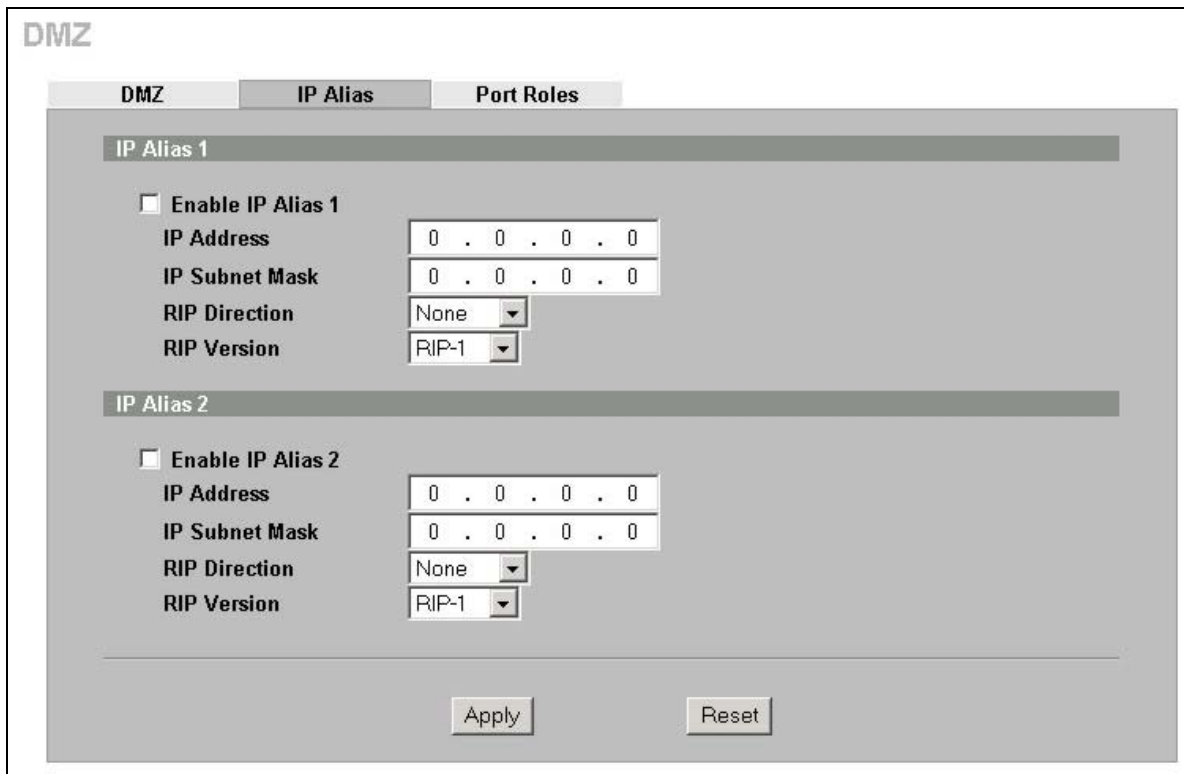 DMZ
DMZ IP Alias Port Roles
IP Alias 1
Enable IP Alias 1
IP Address 0 . 0 . 0 . 0
IP Subnet Mask 0 . 0 . 0 . 0
RIP Direction None
RIP Version RIP-1
IP Alias 2
Enable IP Alias 2
IP Address 0 . 0 . 0 . 0
IP Subnet Mask 0 . 0 . 0 . 0
RIP Direction None
RIP Version RIP-1
Apply Reset